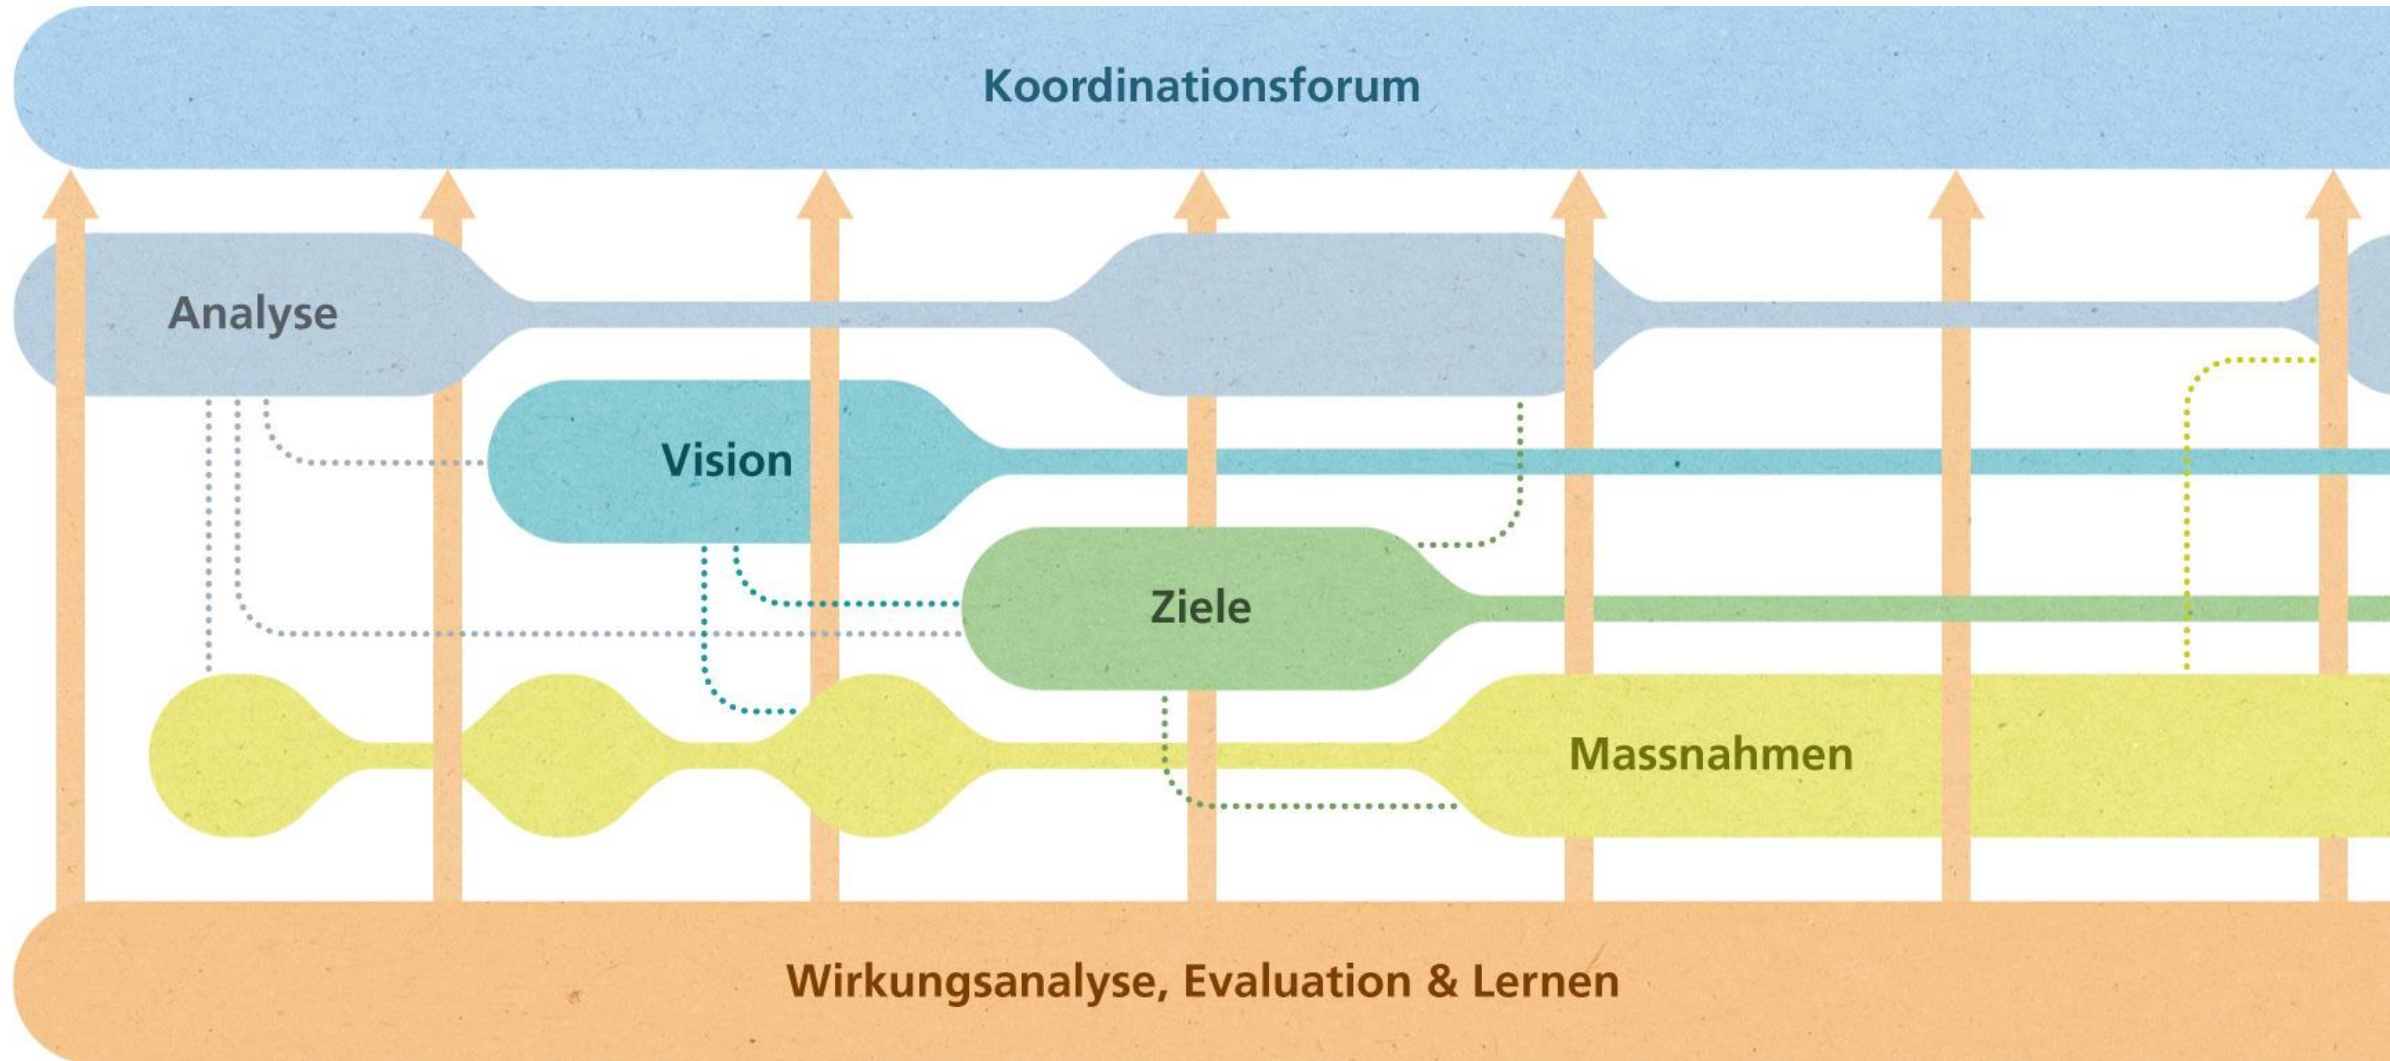 Koordinationsforum
Analyse
Vision
Ziele
Massnahmen
Wirkungsanalyse, Evaluation & Lernen